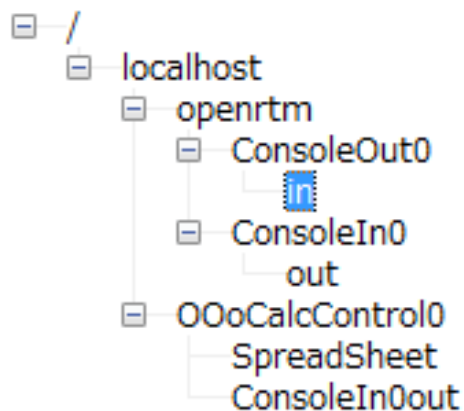 /
localhost
openrtm
ConsoleOut0
in
ConsoleIn0
out
OOoCalcControl0
SpreadSheet
ConsoleIn0out